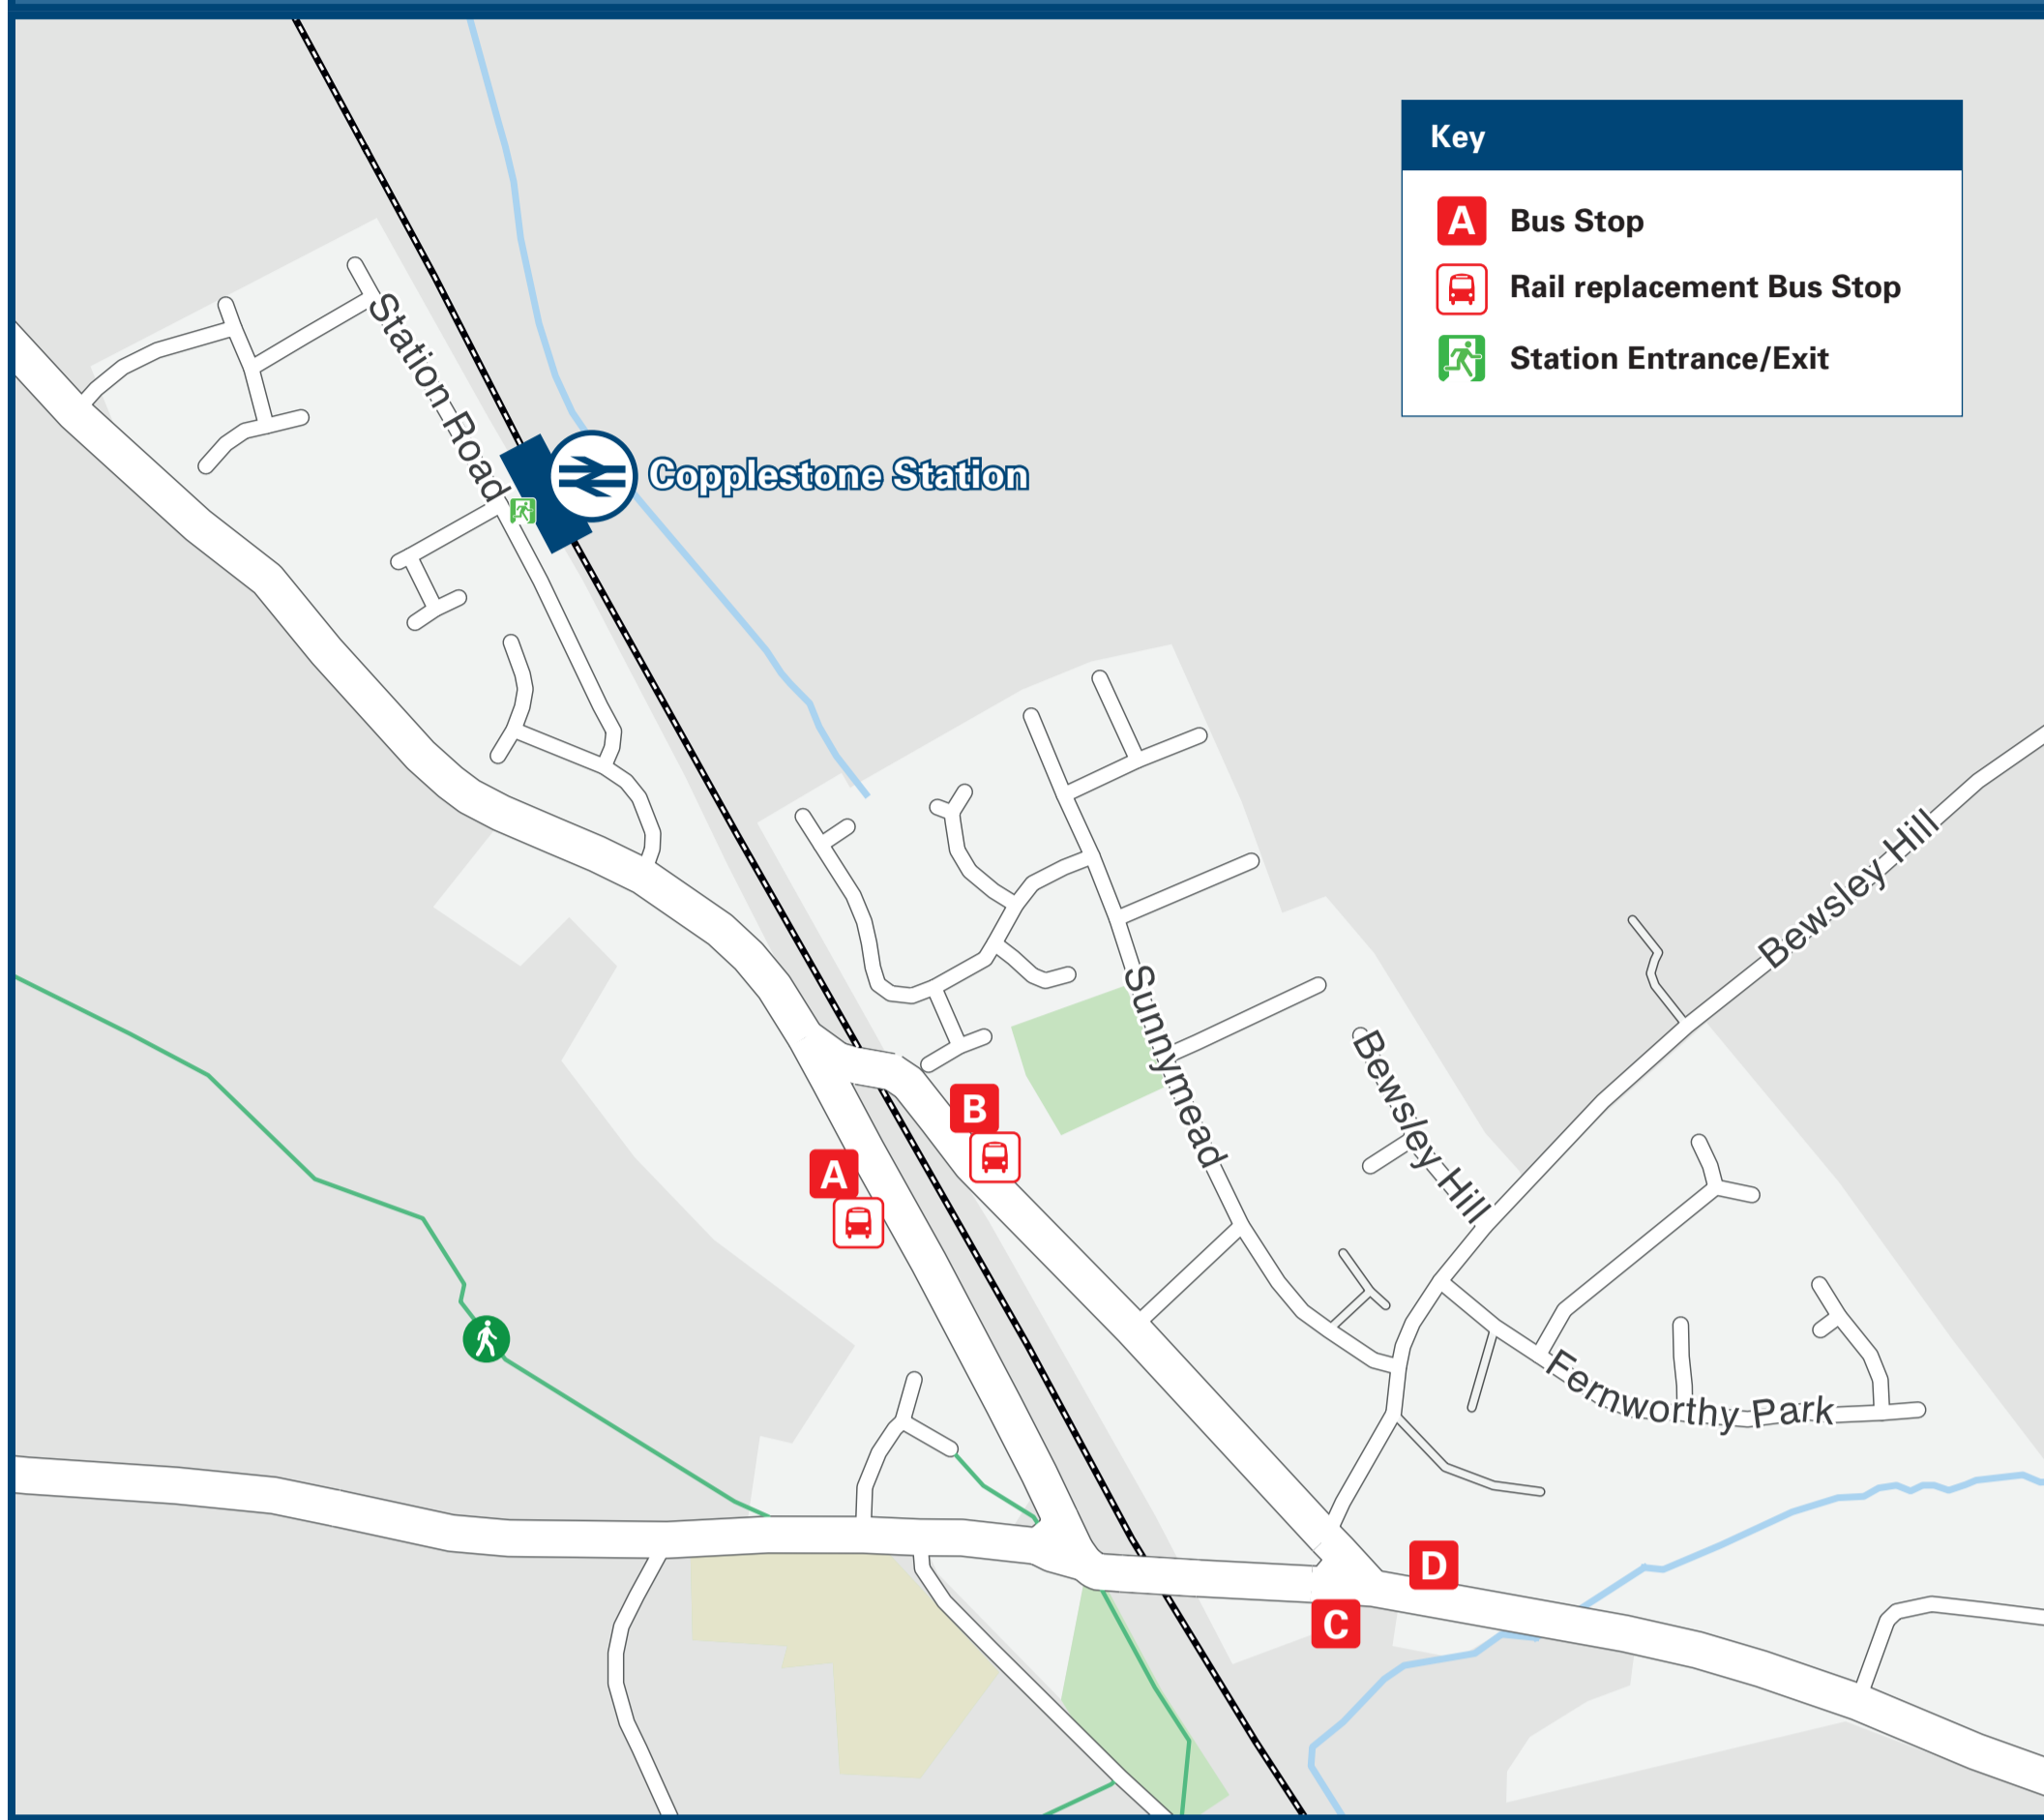 Key
A Bus Stop
Rail replacement Bus Stop
Station Entrance/Exit
Station Road
Copplestone Station
Bewsley Hill
Sunnymead
Bewsley Hill
B
A
Fernworthy Park
D
C